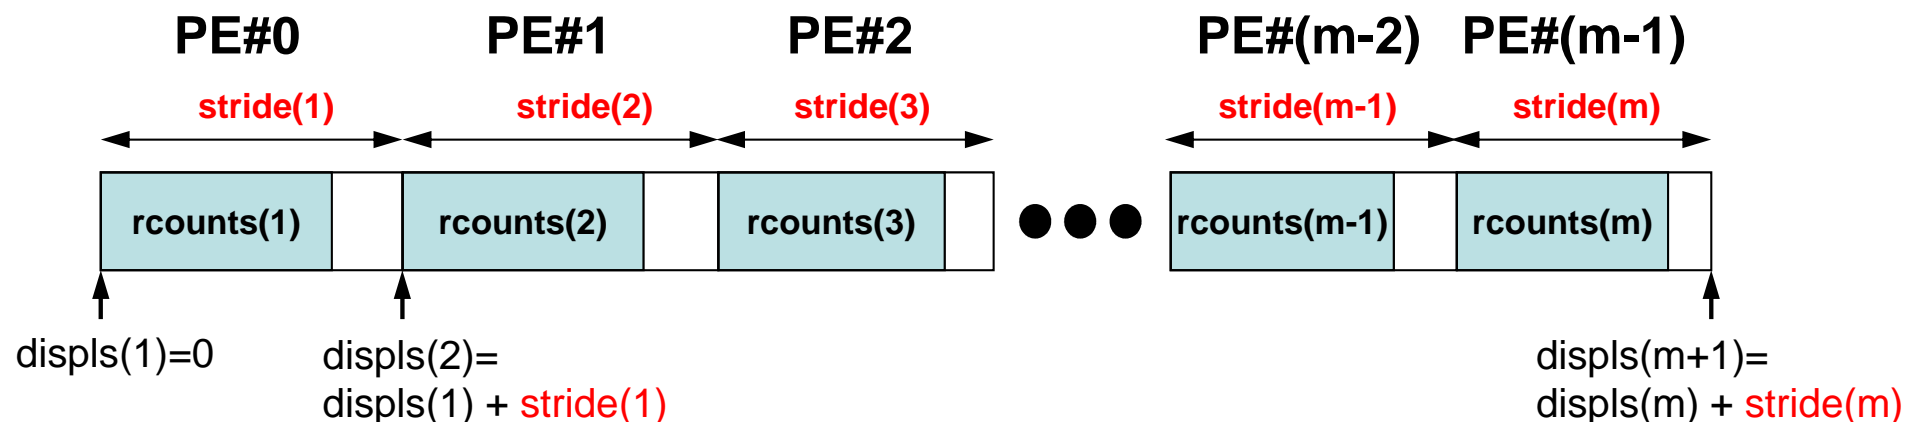 PE#0 PE#1 PE#2 PE#(m-2) PE#(m-1)
stride(1) stride(2) stride(3) stride(m-1) stride(m)
rcounts(1) rcounts(2) rcounts(3) rcounts(m-1) rcounts(m)
displs(1)=0
displs(2)=
displs(1) + stride(1)
displs(m+1)=
displs(m) + stride(m)